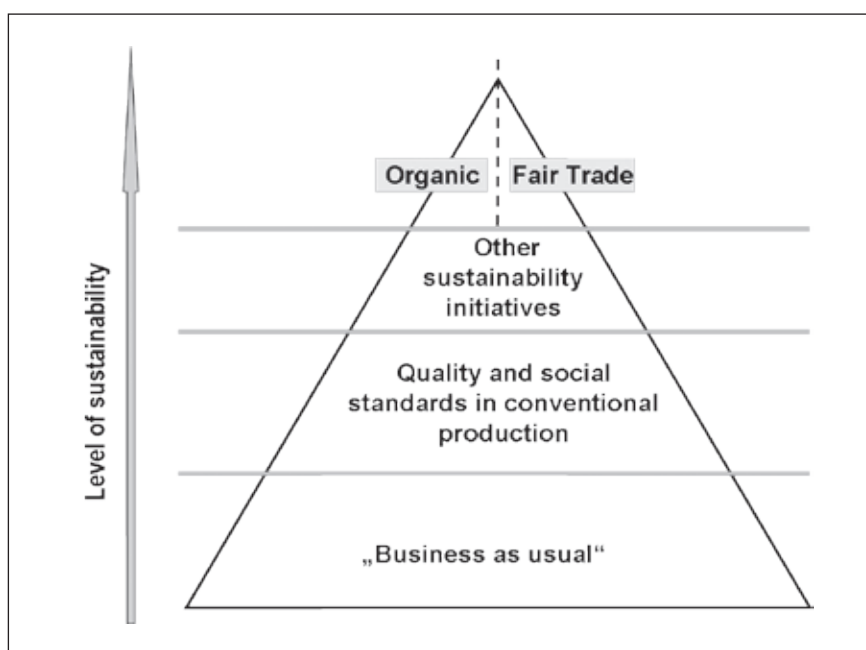 Organic
Fair Trade
Other
sustainability
initiatives
Quality and social
standards in conventional
production
„Business as usual“
Level of sustainability